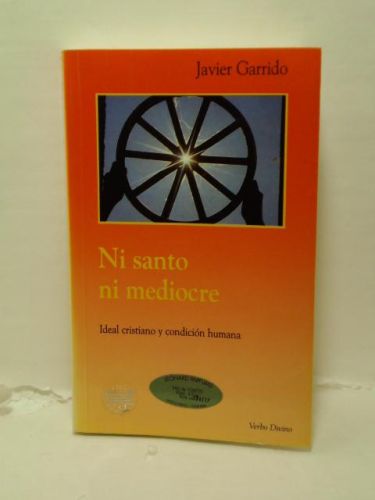 Javier Garrido
Ni santo
ni mediocre
Ideal cristiano y condición humana
Verbo Divino